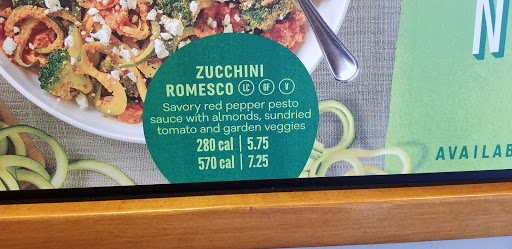 ZUCCHINI
ROMESCO LC GF V
Savory red pepper pesto
sauce with almonds, sundried
tomato and garden veggies
280 cal | 5.75
570 cal | 7.25
N
AVAILAB